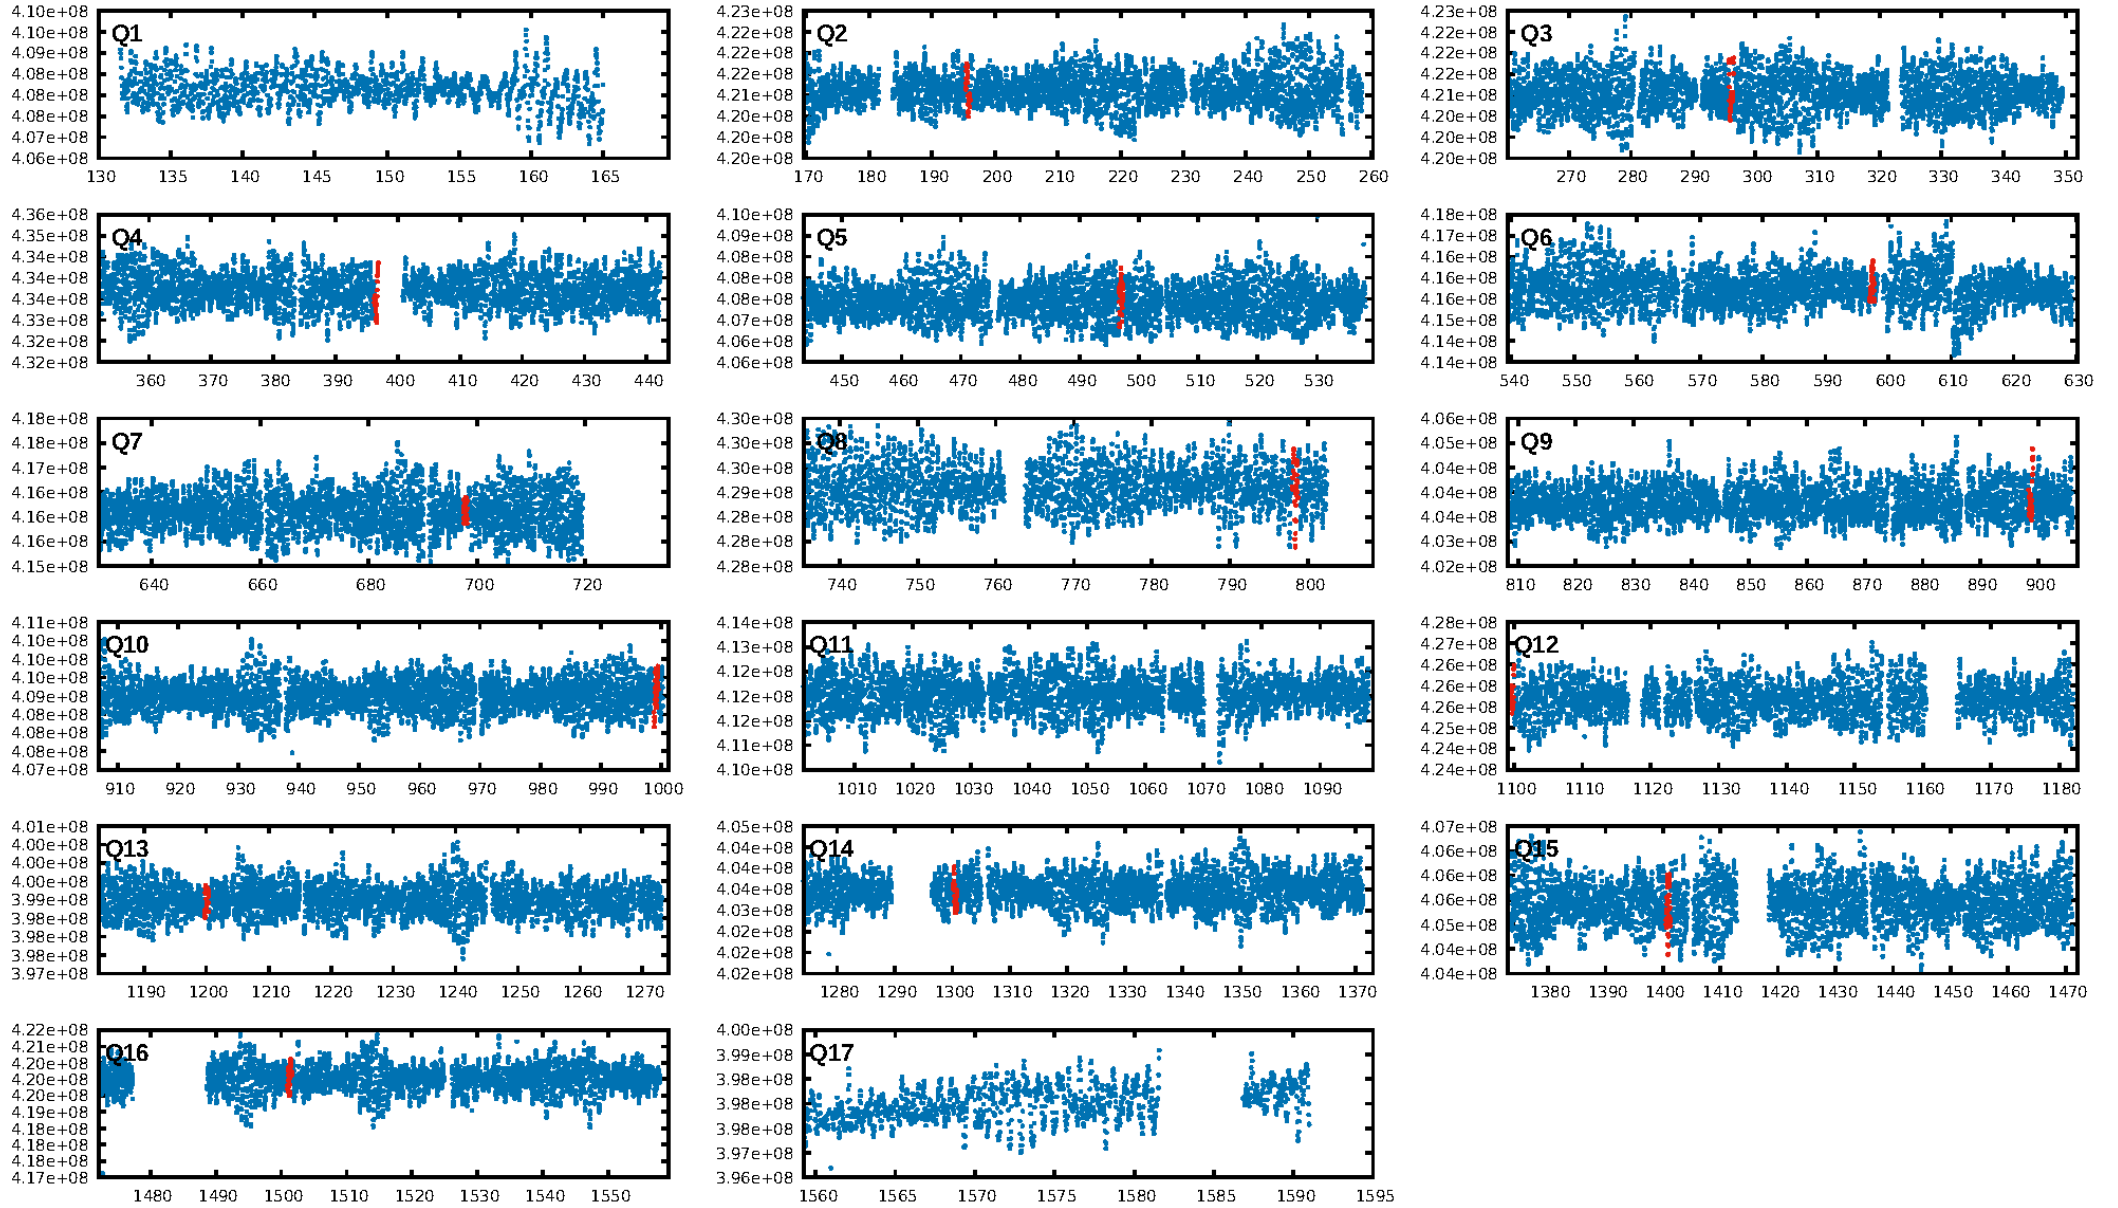 4.10e+08
4.10e+08
4.09e+08
4.08e+08
4.08e+08
4.08e+08
4.07e+08
4.06e+08
Q1
130 135 140 145 150 155 160 165
4.23e+08
4.22e+08
4.22e+08
4.22e+08
4.21e+08
4.20e+08
4.20e+08
4.20e+08
Q2
170 180 190 200 210 220 230 240 250 260
4.23e+08
4.22e+08
4.22e+08
4.22e+08
4.21e+08
4.20e+08
4.20e+08
4.20e+08
Q3
270 280 290 300 310 320 330 340 350
4.36e+08
4.35e+08
4.34e+08
4.34e+08
4.34e+08
4.33e+08
4.32e+08
4.32e+08
Q4
360 370 380 390 400 410 420 430 440
4.10e+08
4.09e+08
4.08e+08
4.08e+08
4.08e+08
4.07e+08
4.06e+08
4.06e+08
Q5
450 460 470 480 490 500 510 520 530
4.18e+08
4.17e+08
4.16e+08
4.16e+08
4.16e+08
4.15e+08
4.14e+08
4.14e+08
Q6
540 550 560 570 580 590 600 610 620 630
4.18e+08
4.18e+08
4.17e+08
4.16e+08
4.16e+08
4.16e+08
4.15e+08
Q7
640 660 680 700 720
4.30e+08
4.30e+08
4.30e+08
4.29e+08
4.28e+08
4.28e+08
4.28e+08
Q8
740 750 760 770 780 790 800
4.06e+08
4.05e+08
4.04e+08
4.04e+08
4.04e+08
4.03e+08
4.02e+08
Q9
810 820 830 840 850 860 870 880 890 900
4.11e+08
4.10e+08
4.10e+08
4.10e+08
4.09e+08
4.08e+08
4.08e+08
4.08e+08
4.07e+08
Q10
910 920 930 940 950 960 970 980 990 1000
4.14e+08
4.13e+08
4.12e+08
4.12e+08
4.12e+08
4.11e+08
4.10e+08
Q11
1010 1020 1030 1040 1050 1060 1070 1080 1090
4.28e+08
4.27e+08
4.26e+08
4.26e+08
4.26e+08
4.25e+08
4.24e+08
4.24e+08
Q12
1100 1110 1120 1130 1140 1150 1160 1170 1180
4.01e+08
4.00e+08
4.00e+08
4.00e+08
3.99e+08
3.98e+08
3.98e+08
3.98e+08
3.97e+08
Q13
1190 1200 1210 1220 1230 1240 1250 1260 1270
4.05e+08
4.04e+08
4.04e+08
4.04e+08
4.03e+08
4.02e+08
4.02e+08
4.02e+08
Q14
1280 1290 1300 1310 1320 1330 1340 1350 1360 1370
4.07e+08
4.06e+08
4.06e+08
4.06e+08
4.05e+08
4.04e+08
4.04e+08
Q15
1380 1390 1400 1410 1420 1430 1440 1450 1460 1470
4.22e+08
4.21e+08
4.20e+08
4.20e+08
4.20e+08
4.19e+08
4.18e+08
4.18e+08
4.18e+08
4.17e+08
Q16
1480 1490 1500 1510 1520 1530 1540 1550
4.00e+08
3.99e+08
3.98e+08
3.98e+08
3.98e+08
3.97e+08
3.96e+08
Q17
1560 1565 1570 1575 1580 1585 1590 1595